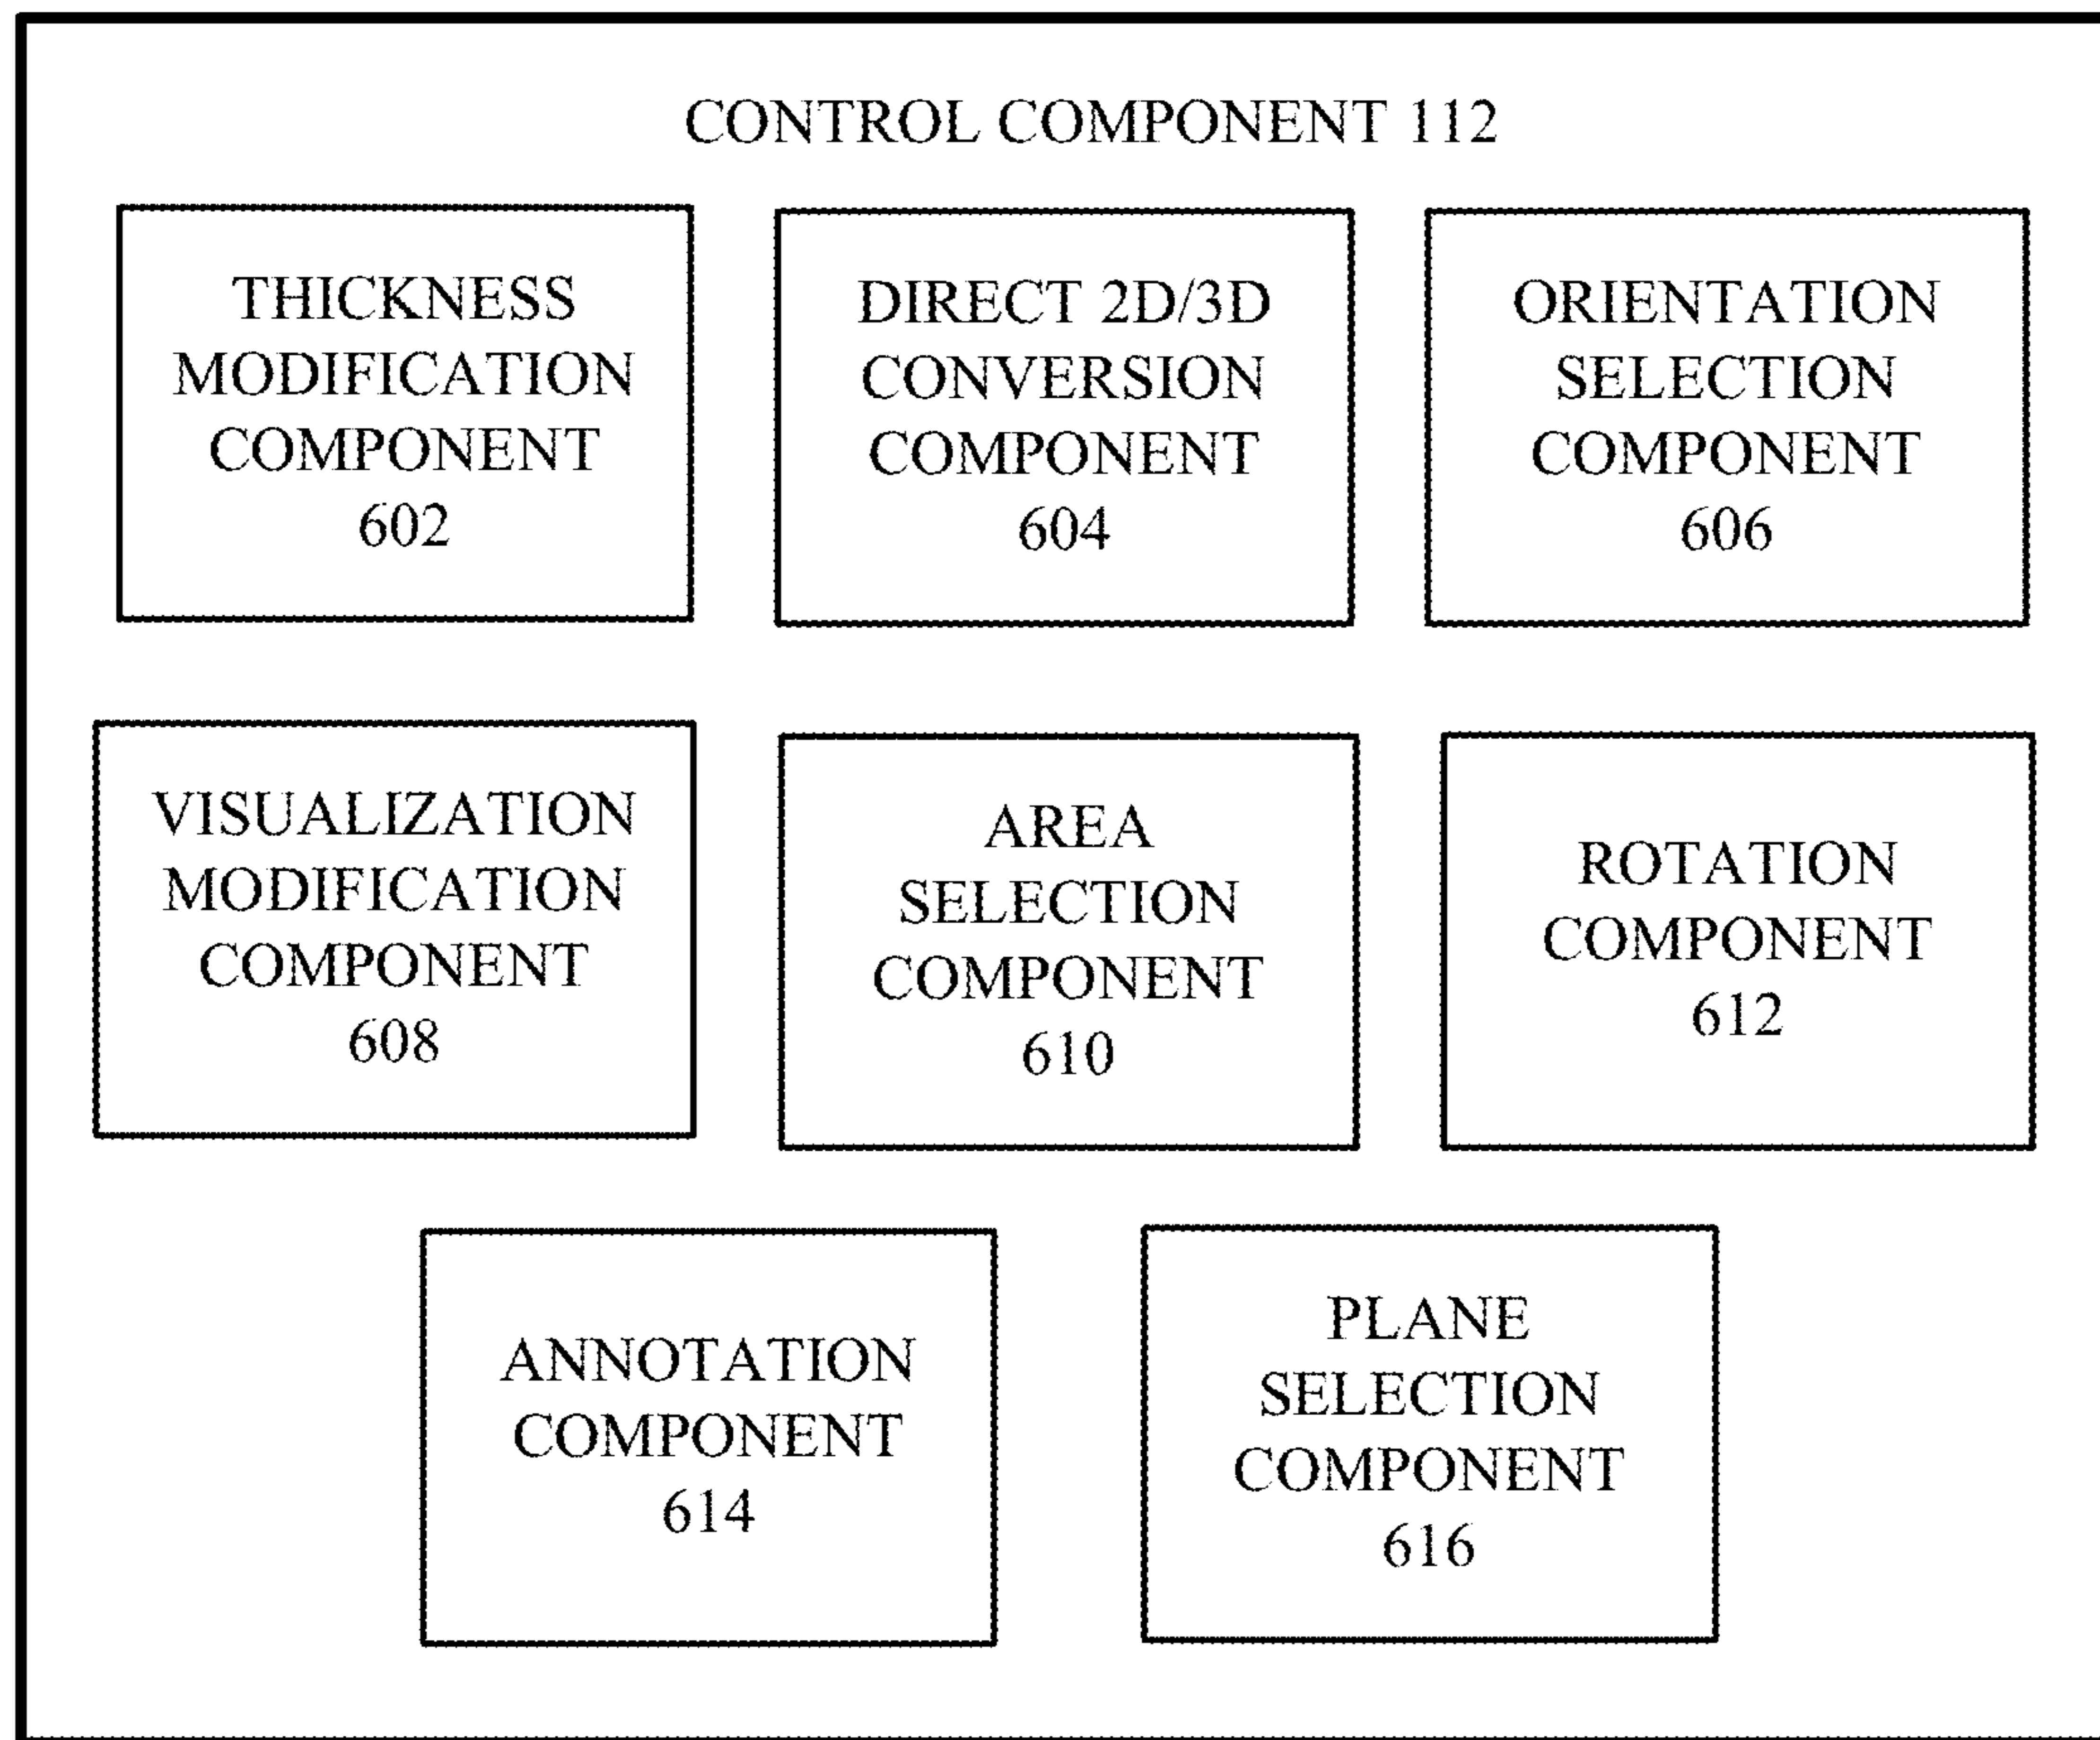 CONTROL COMPONENT 112
THICKNESS
MODIFICATION
COMPONENT
602
DIRECT 2D/3D
CONVERSION
COMPONENT
604
ORIENTATION
SELECTION
COMPONENT
606
VISUALIZATION
MODIFICATION
COMPONENT
608
AREA
SELECTION
COMPONENT
610
ROTATION
COMPONENT
612
ANNOTATION
COMPONENT
614
PLANE
SELECTION
COMPONENT
616